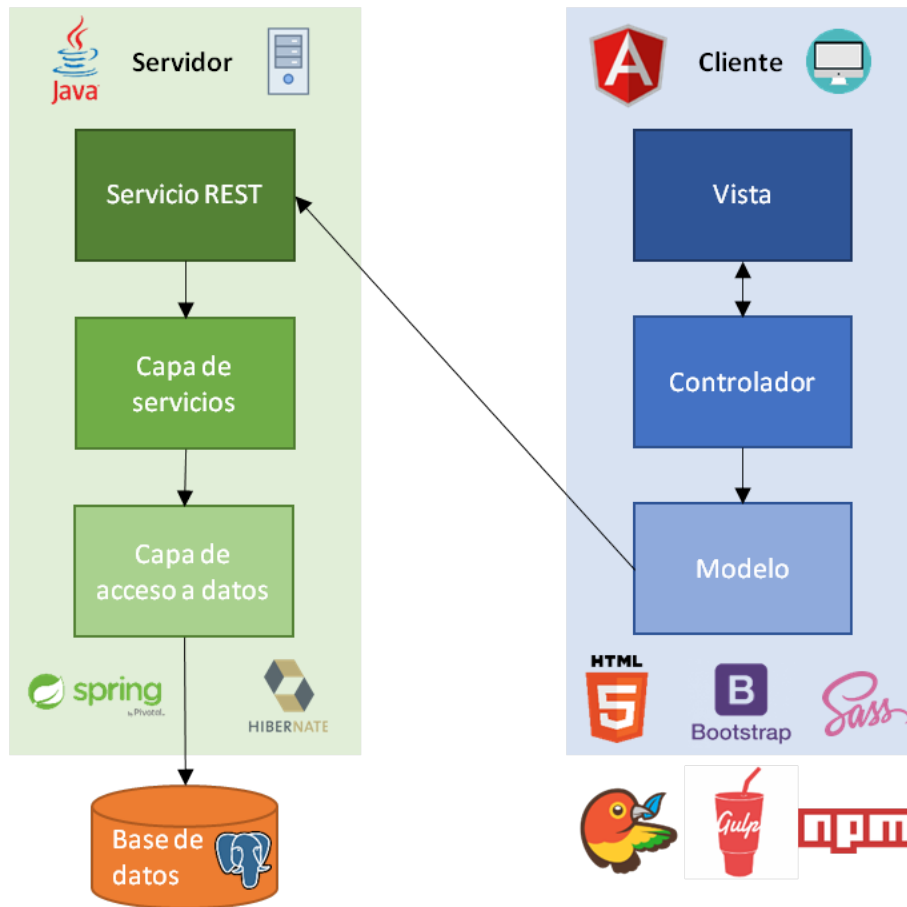 Java
Servidor
Servicio REST
Capa de
servicios
Capa de
acceso a datos
spring
by Pivotal.
HIBERNATE
Base de
datos
Cliente
Vista
Controlador
Modelo
HTML
5
B
Bootstrap
Sass
Gulp
npm